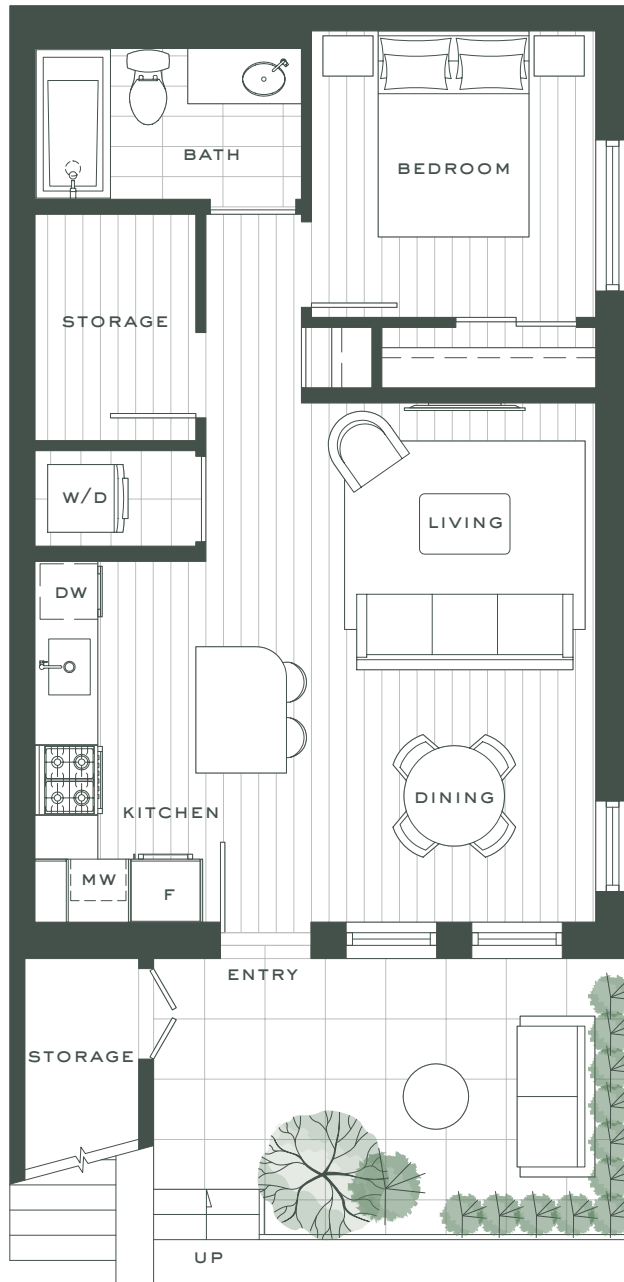 BATH
BEDROOM
STORAGE
W/D
LIVING
DW
DINING
KITCHEN
MW
F
ENTRY
STORAGE
UP